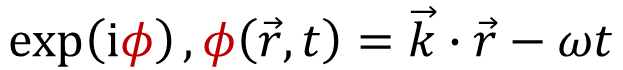 exp(iϕ) , ϕ(r⃗, t) = k⃗ ⋅ r⃗ − ωt